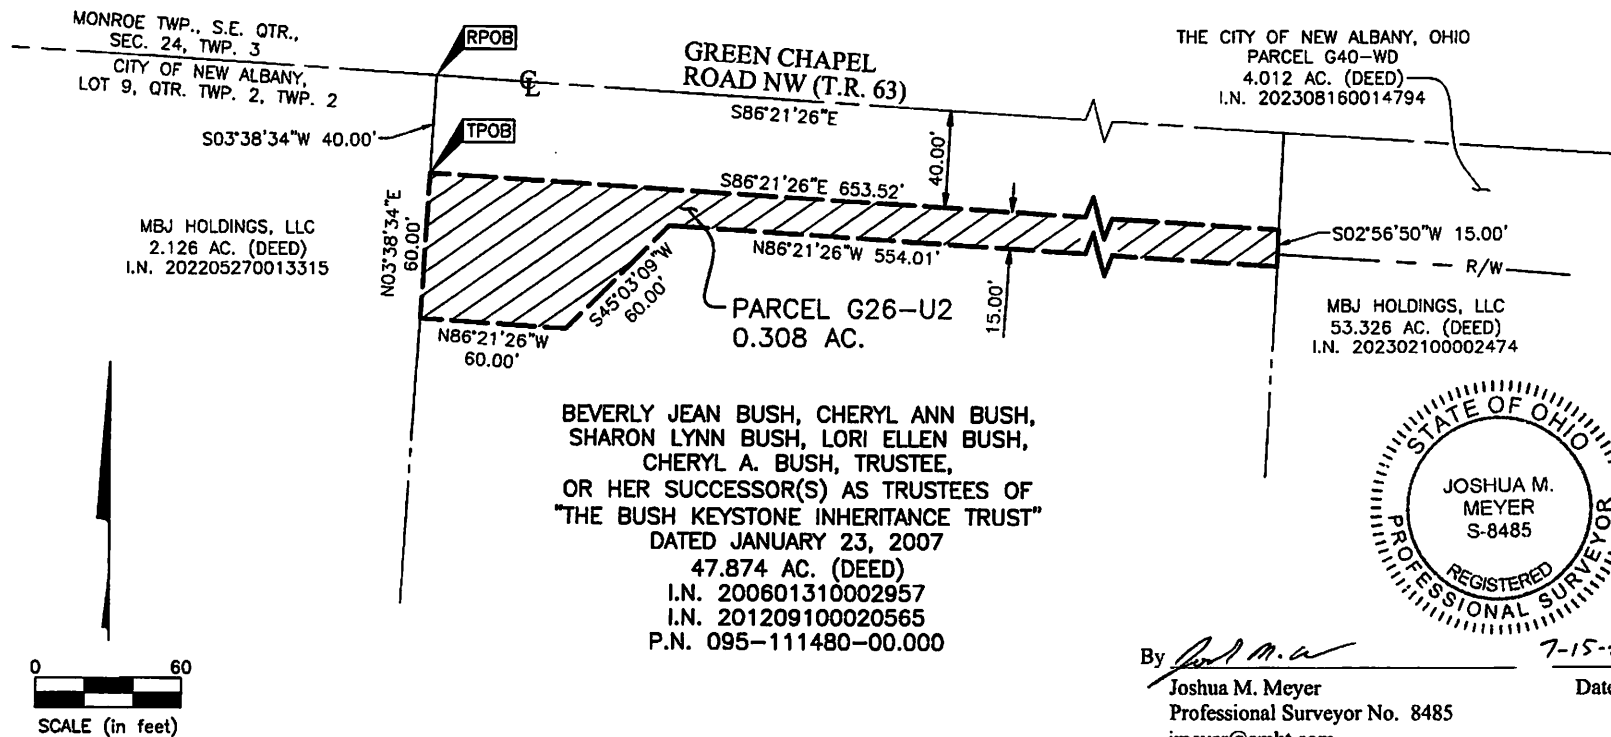 MONROE TWP., S.E. QTR.,
SEC. 24, TWP. 3
CITY OF NEW ALBANY,
LOT 9, QTR. TWP. 2, TWP. 2
RPOB
CL
GREEN CHAPEL
ROAD NW (T.R. 63)
S86°21'26"E
THE CITY OF NEW ALBANY, OHIO
PARCEL G40-WD
4.012 AC. (DEED)
I.N. 202308160014794
S03°38'34"W 40.00'
TPOB
40.00'
S86°21'26"E 653.52'
MBJ HOLDINGS, LLC
2.126 AC. (DEED)
I.N. 202205270013315
N03°38'34"E
60.00'
N86°21'26"W 554.01'
S02°56'50"W 15.00'
R/W
S45°03'09"W
60.00'
15.00'
PARCEL G26-U2
0.308 AC.
N86°21'26"W
60.00'
MBJ HOLDINGS, LLC
53.326 AC. (DEED)
I.N. 202302100002474
BEVERLY JEAN BUSH, CHERYL ANN BUSH,
SHARON LYNN BUSH, LORI ELLEN BUSH,
CHERYL A. BUSH, TRUSTEE,
OR HER SUCCESSOR(S) AS TRUSTEES OF
"THE BUSH KEYSTONE INHERITANCE TRUST"
DATED JANUARY 23, 2007
47.874 AC. (DEED)
I.N. 200601310002957
I.N. 201209100020565
P.N. 095-111480-00.000
STATE OF OHIO
JOSHUA M.
MEYER
S-8485
REGISTERED
PROFESSIONAL SURVEYOR
0 60
SCALE (in feet)
By
7-15-
Joshua M. Meyer
Date
Professional Surveyor No. 8485